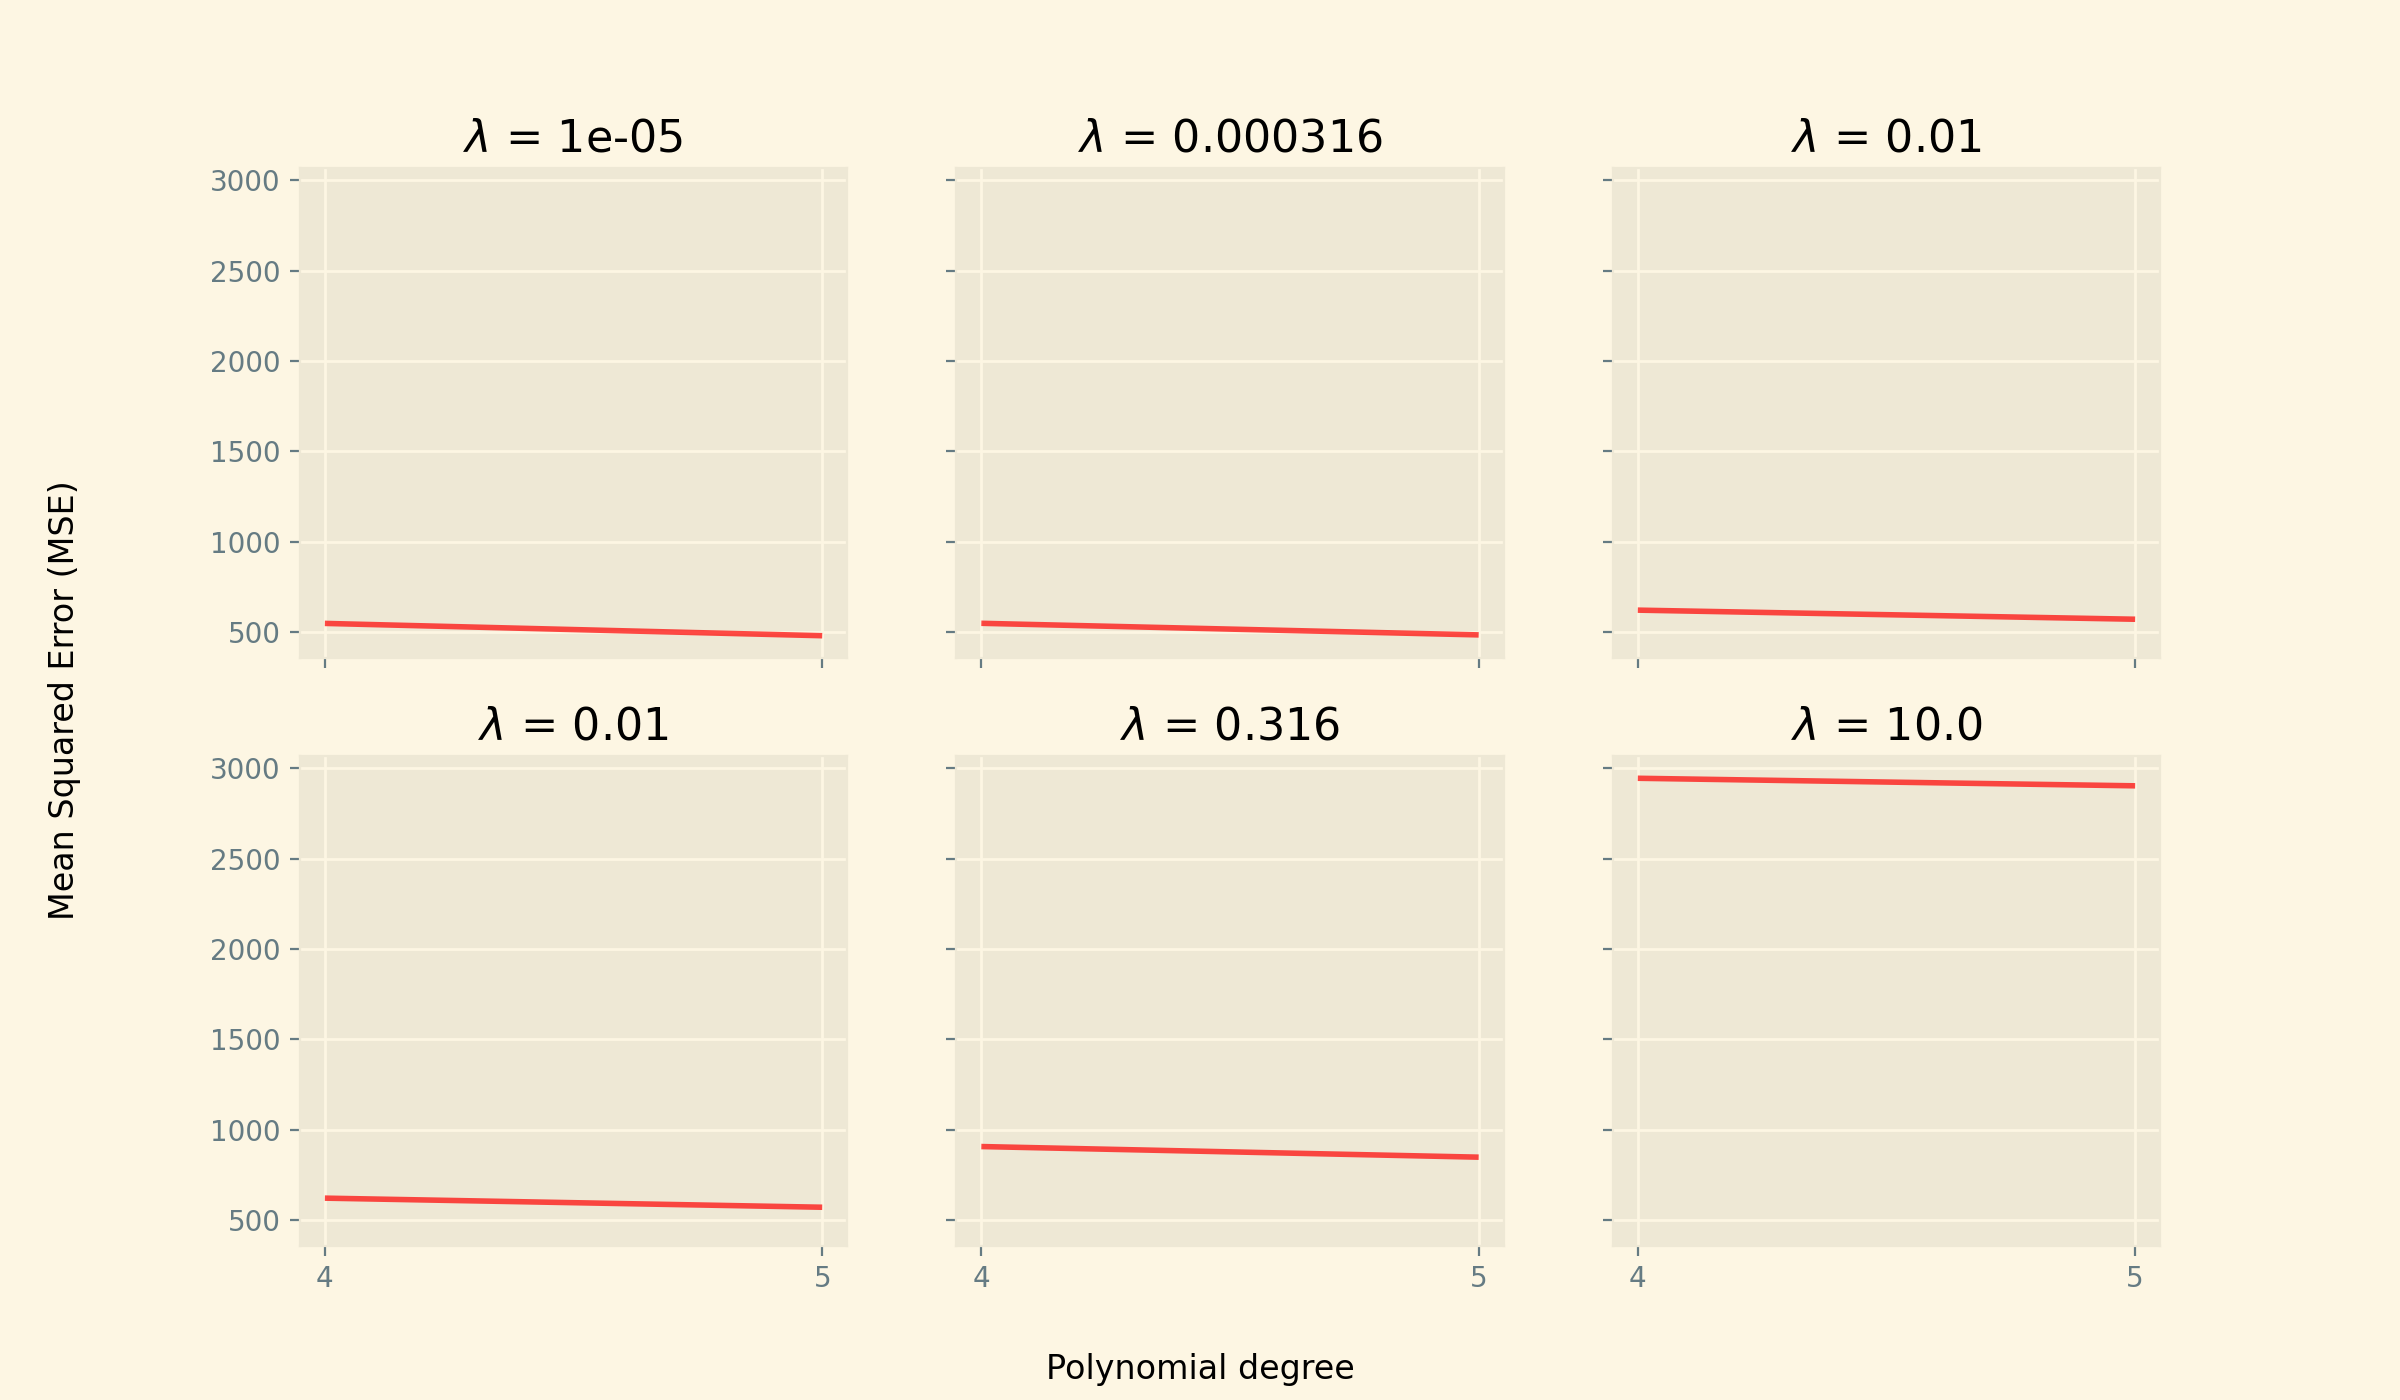 λ = 1e-05
λ = 0.000316
λ = 0.01
3000
2500
2000
1500
1000
500
λ = 0.01
λ = 0.316
λ = 10.0
3000
2500
2000
1500
1000
500
4 5
4 5
4 5
Mean Squared Error (MSE)
Polynomial degree